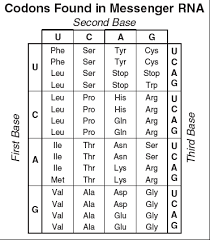 Codons Found in Messenger RNA
Second Base
U C A G
First Base
Third Base
U
Phe Ser Tyr Cys U
Phe Ser Tyr Cys C
Leu Ser Stop Stop A
Leu Ser Stop Trp G
C
Leu Pro His Arg U
Leu Pro His Arg C
Leu Pro Gln Arg A
Leu Pro Gln Arg G
A
Ile Thr Asn Ser U
Ile Thr Asn Ser C
Ile Thr Lys Arg A
Met Thr Lys Arg G
G
Val Ala Asp Gly U
Val Ala Asp Gly C
Val Ala Glu Gly A
Val Ala Glu Gly G